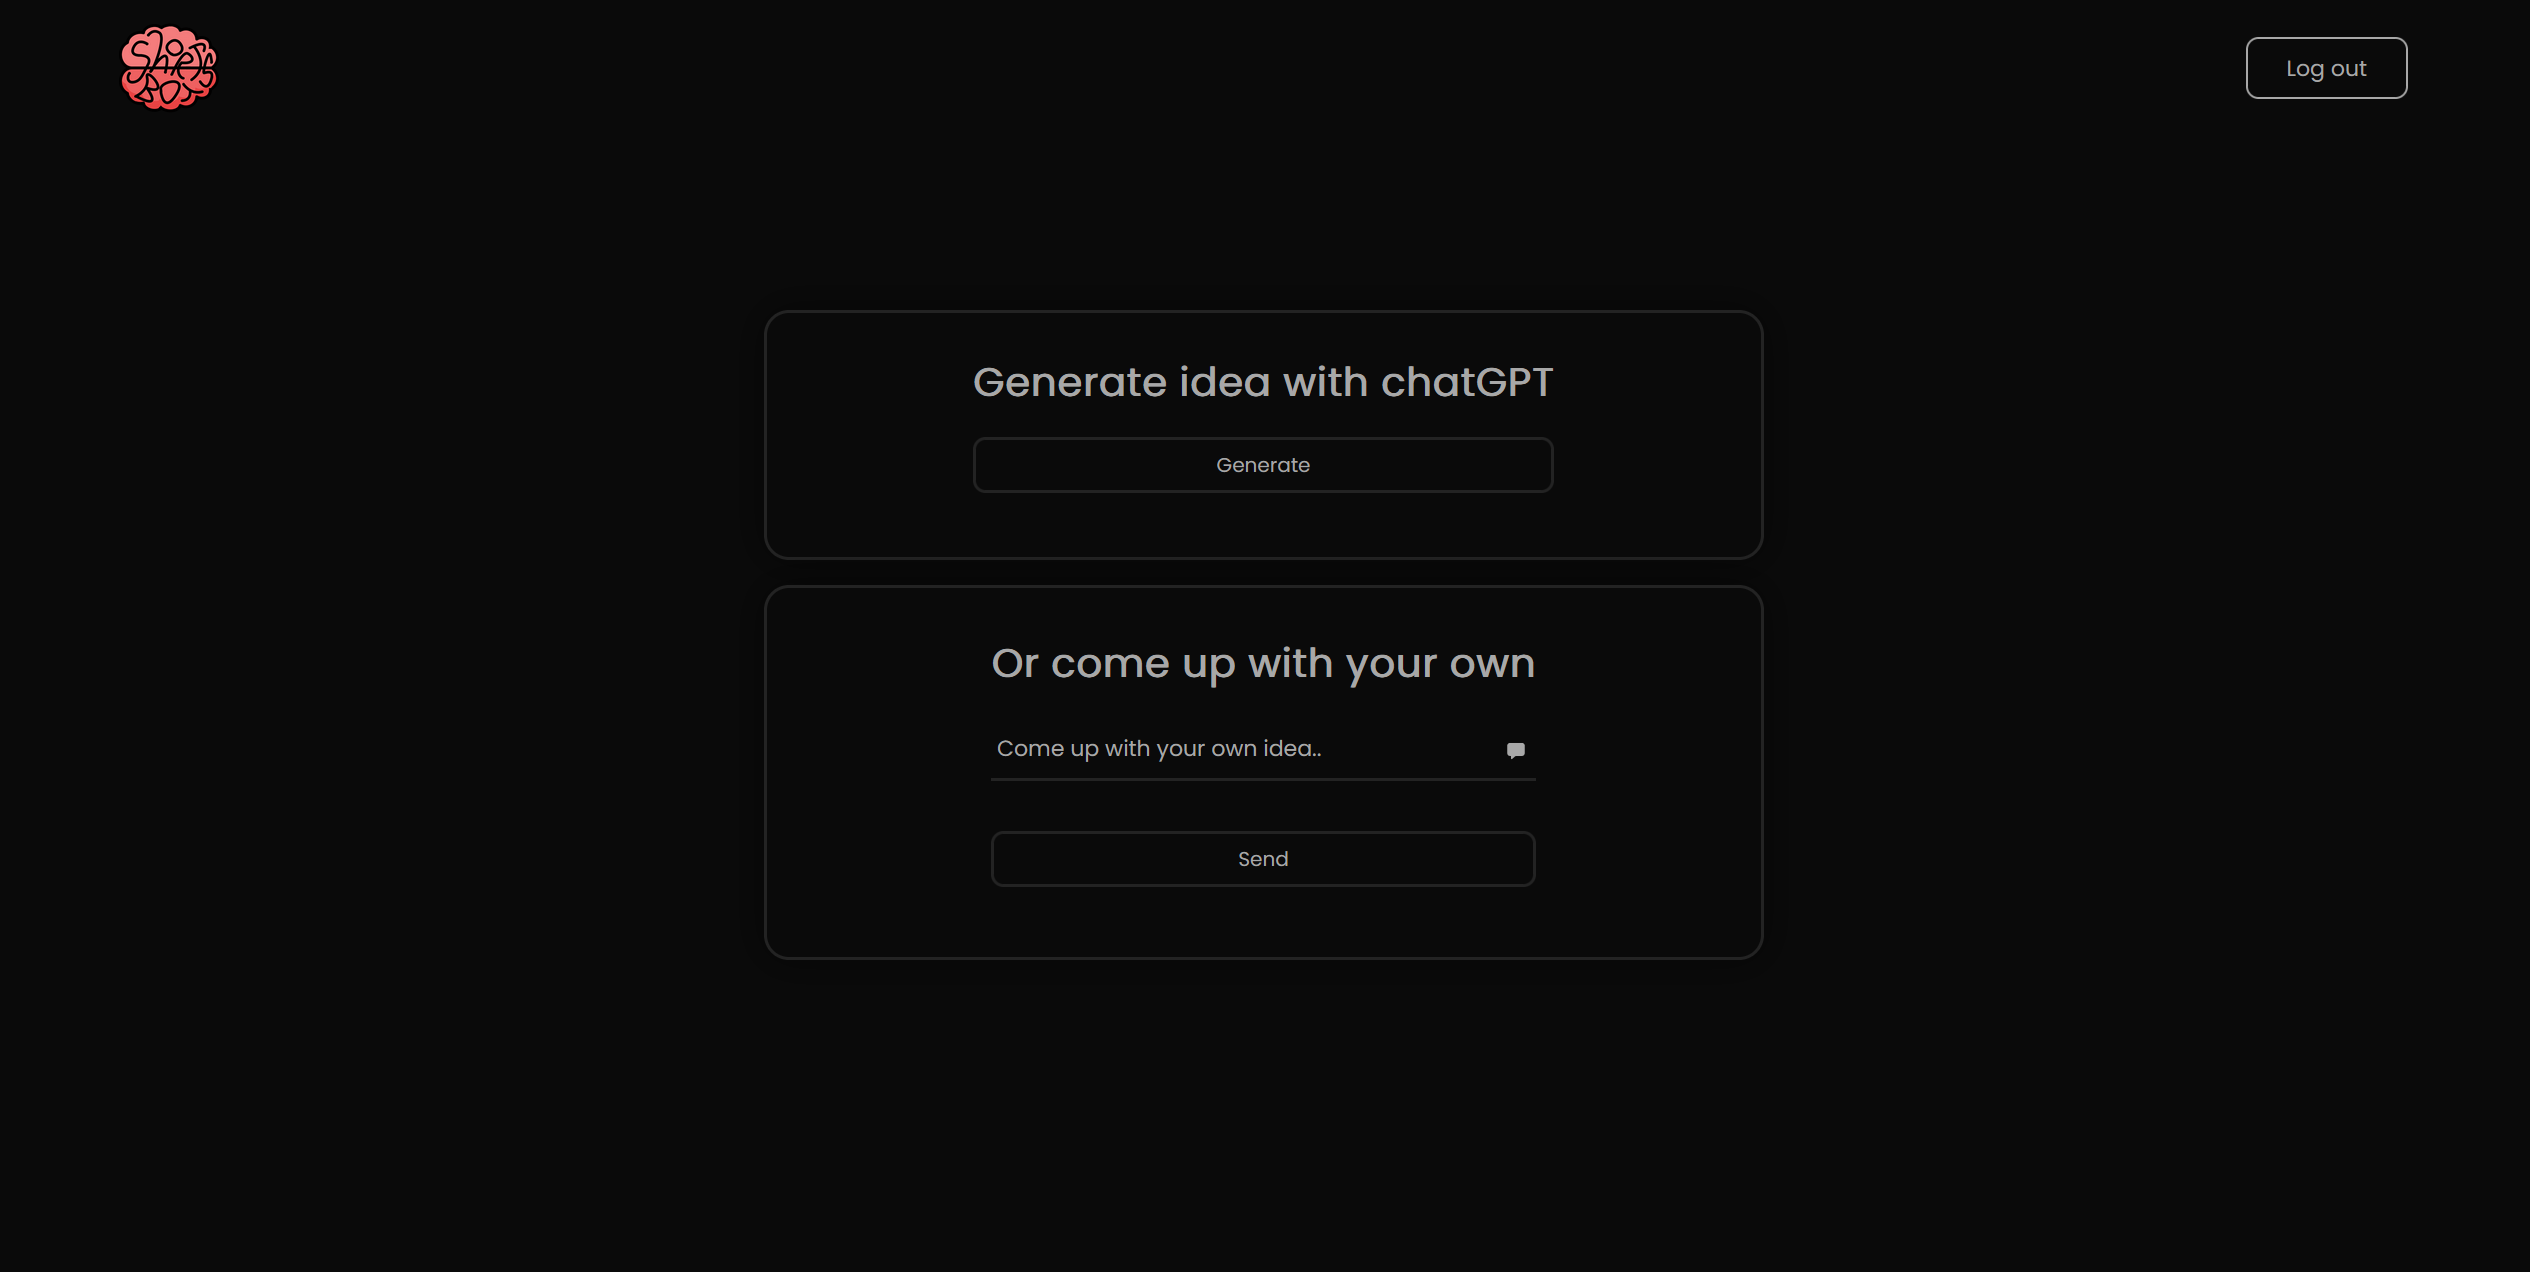 Log out
Generate idea with chatGPT
Generate
Or come up with your own
Come up with your own idea..
Send